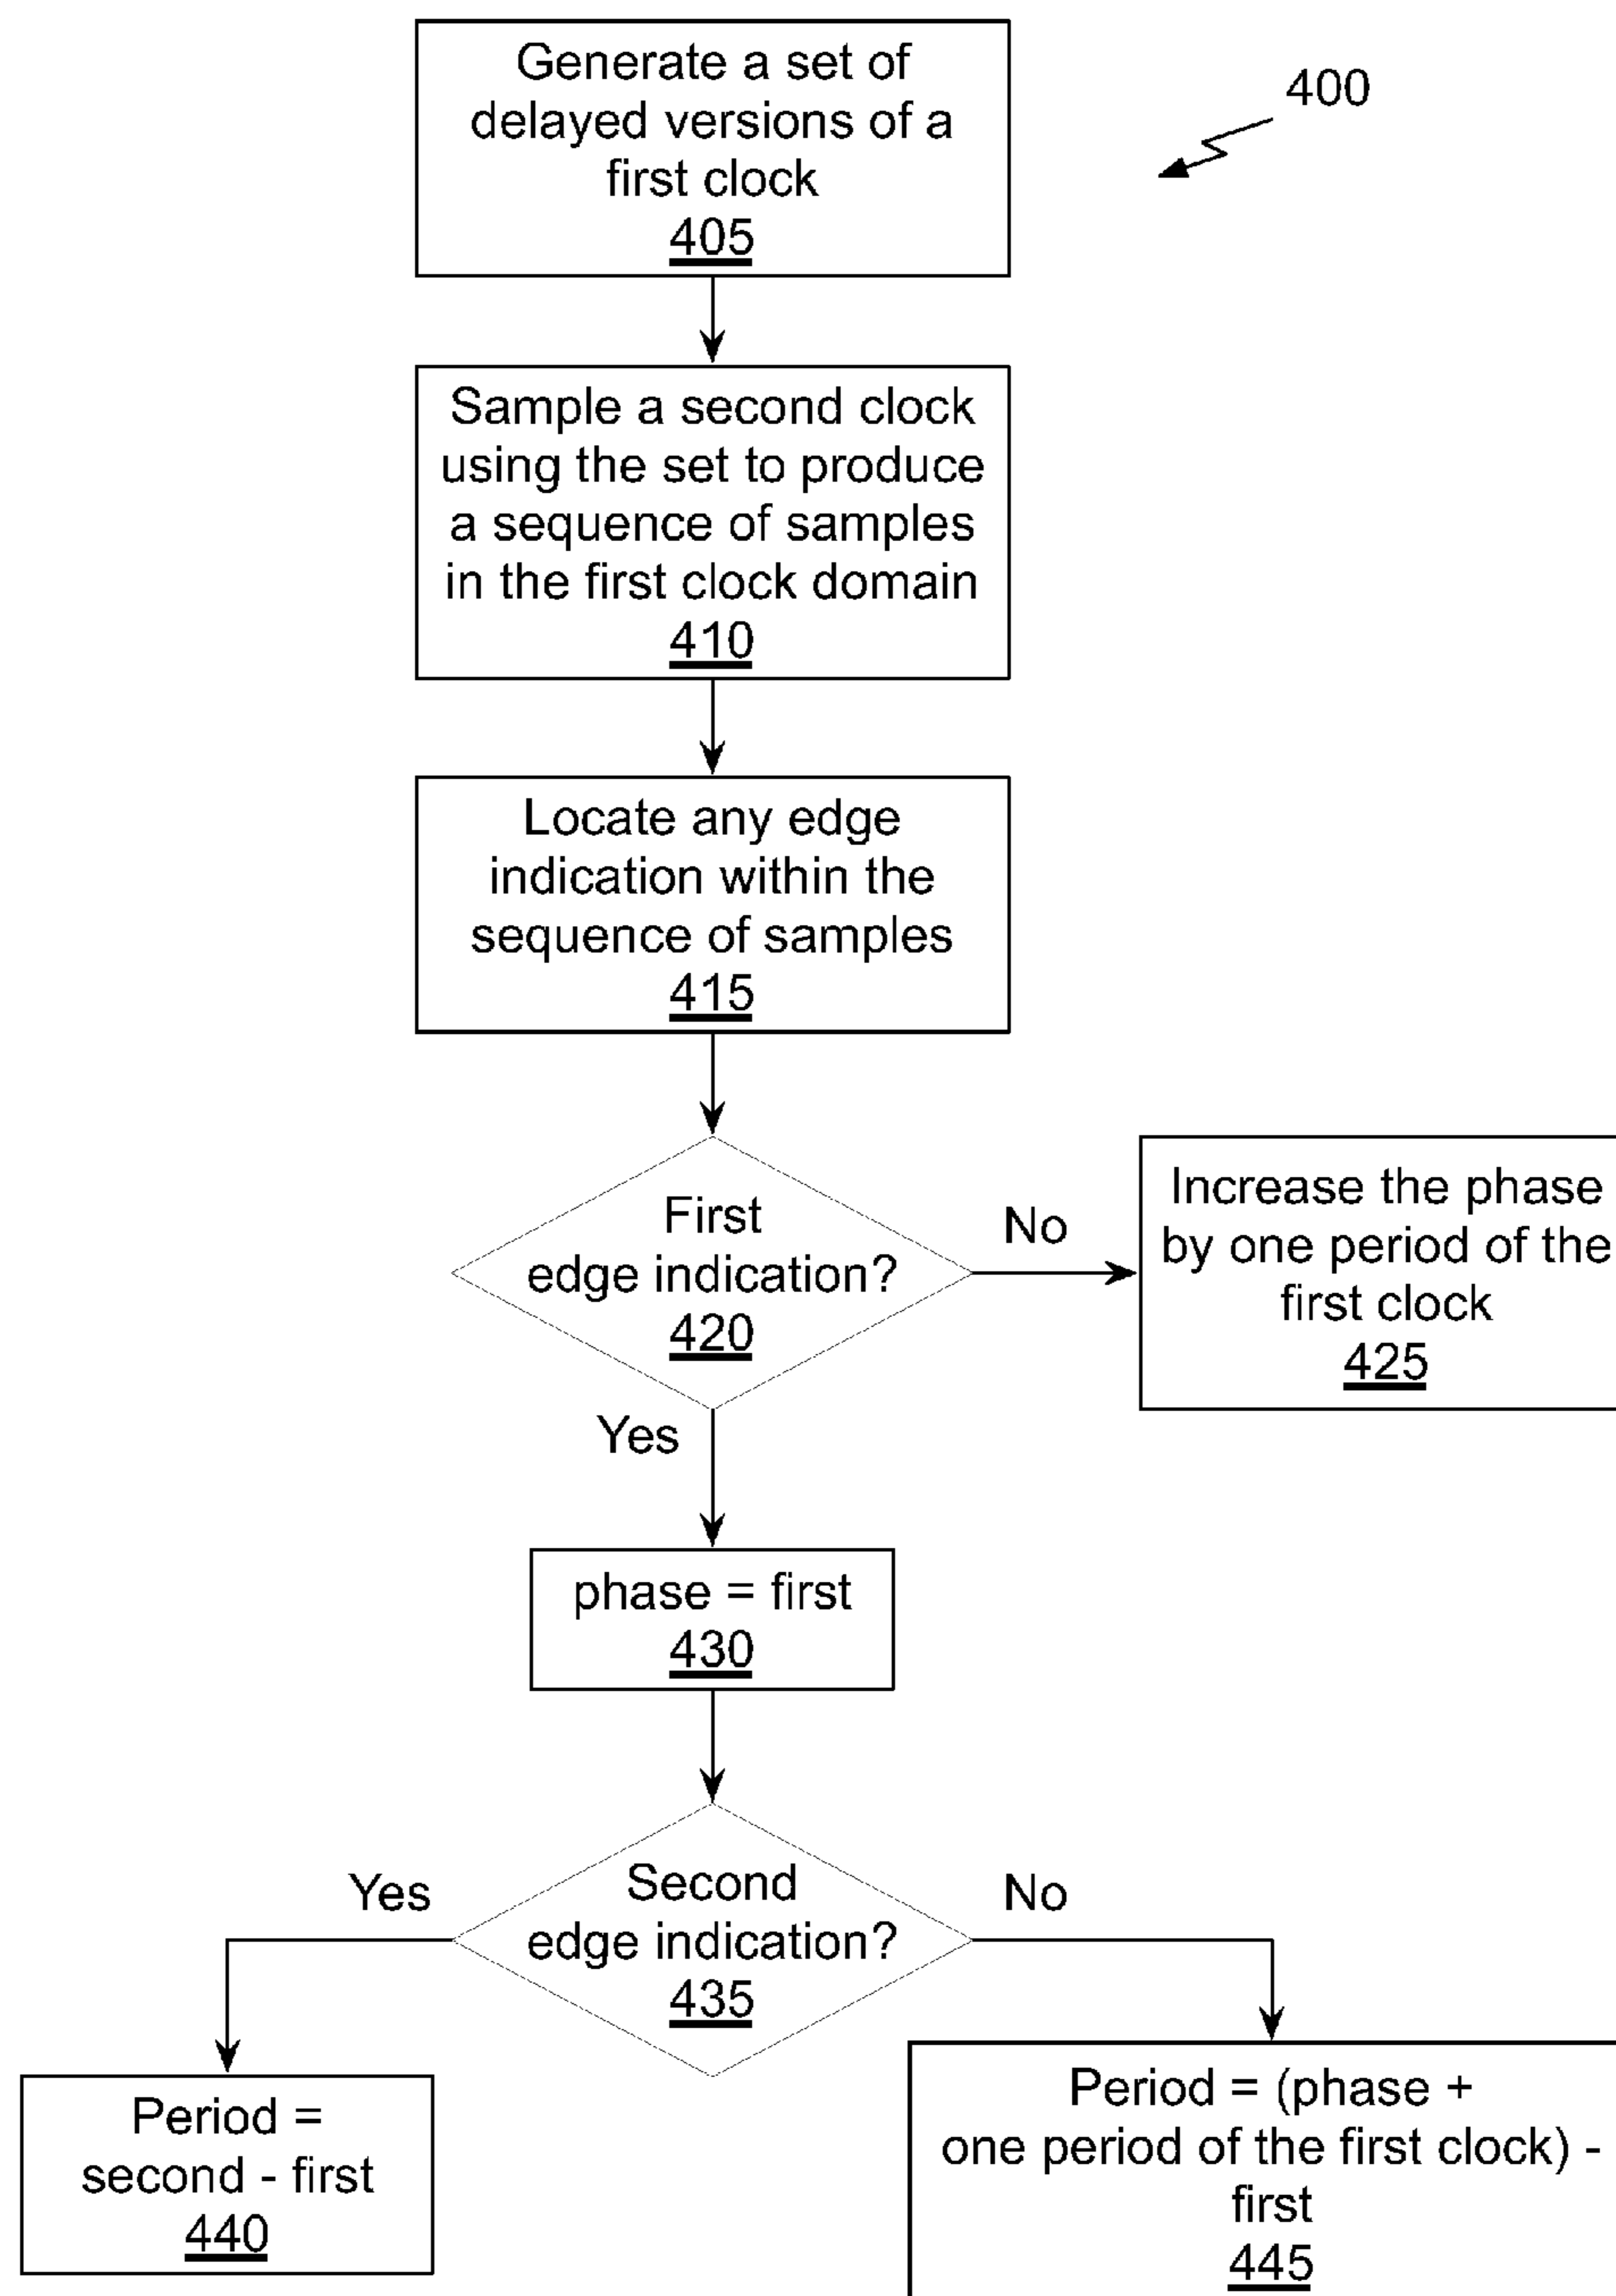 Generate a set of
delayed versions of a
first clock
405
400
Sample a second clock
using the set to produce
a sequence of samples
in the first clock domain
410
Locate any edge
indication within the
sequence of samples
415
First
edge indication?
420
No
Increase the phase
by one period of the
first clock
425
Yes
phase = first
430
Second
edge indication?
435
Yes
No
Period =
second - first
440
Period = (phase +
one period of the first clock) -
first
445